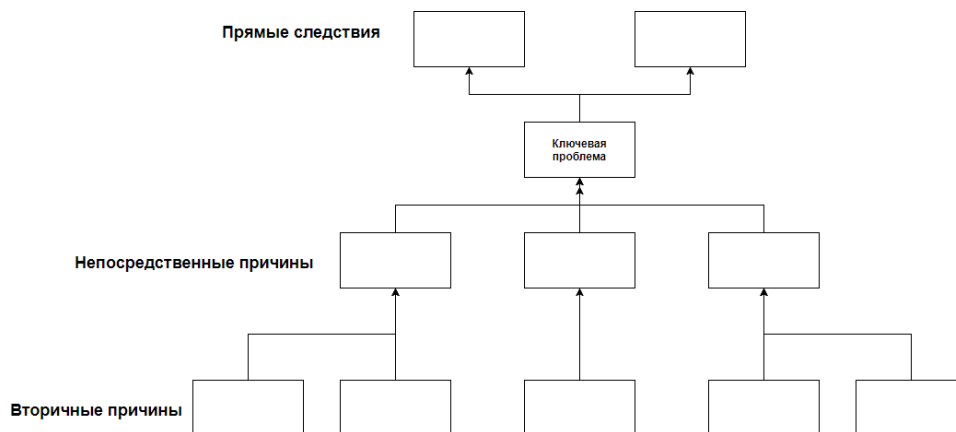 Прямые следствия
Ключевая
проблема
Непосредственные причины
Вторичные причины